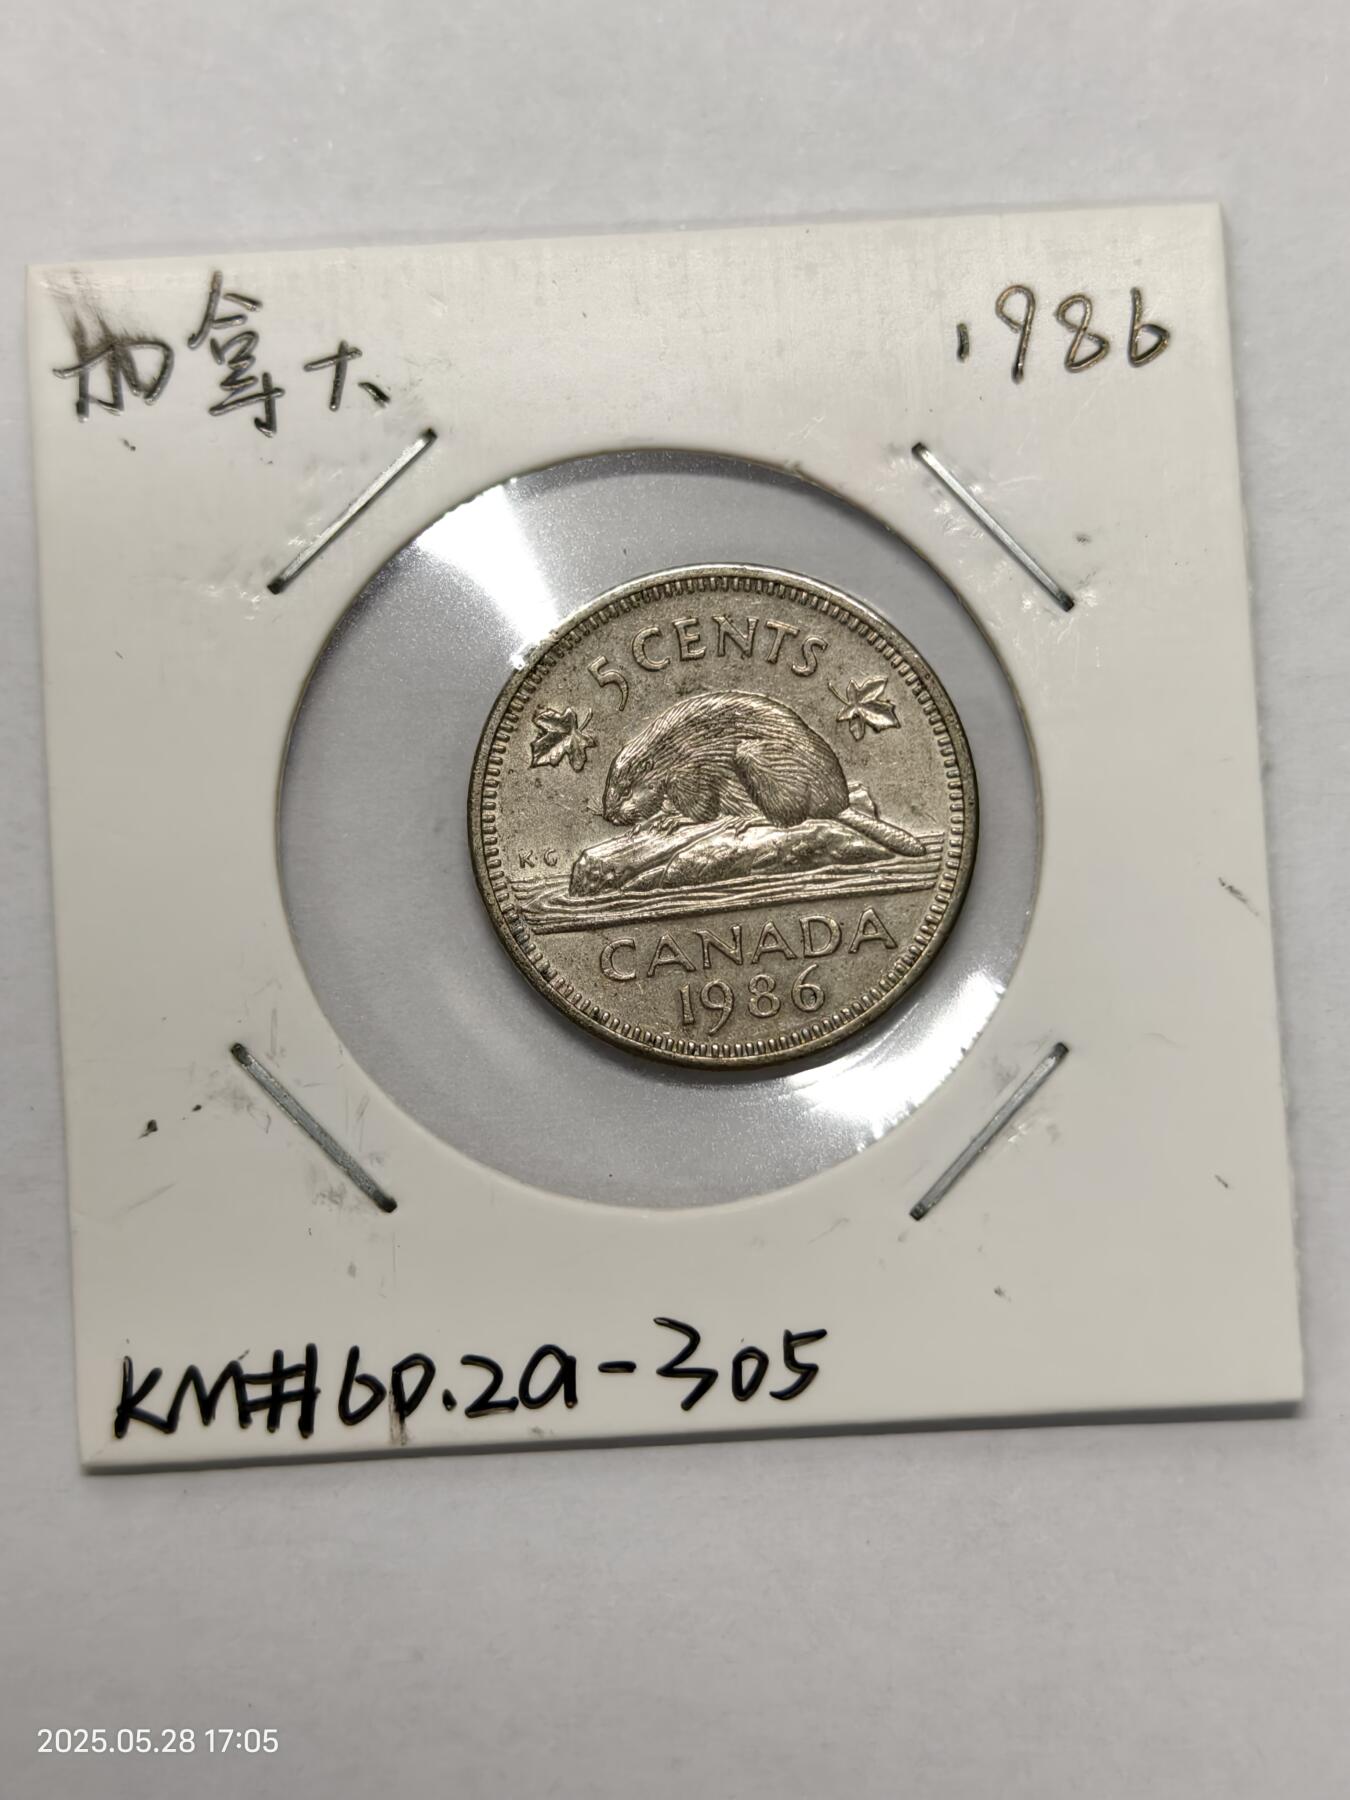 加拿大 1986
5 CENTS
KG
CANADA
1986
KM#60.2a-305
2025.05.28 17:05